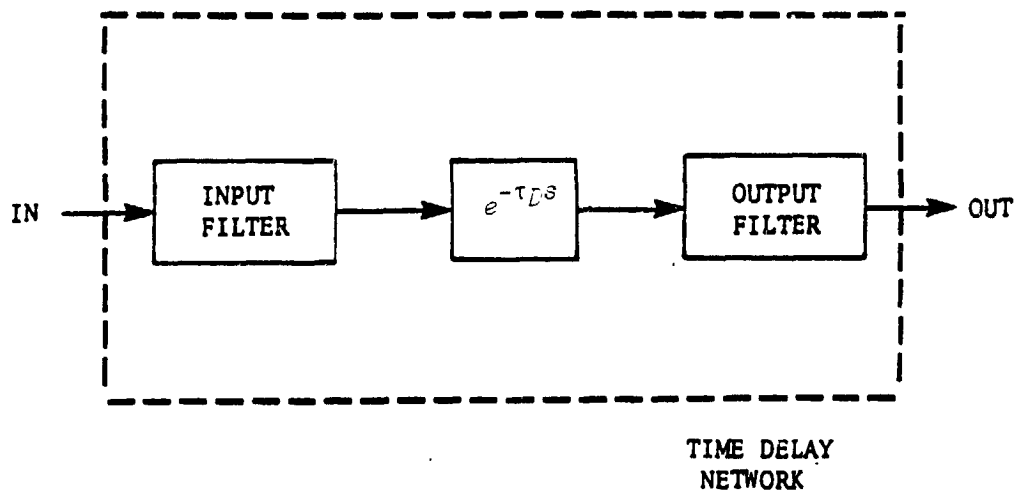 IN
INPUT
FILTER
e^{-τ_D s}
OUTPUT
FILTER
OUT
TIME DELAY
NETWORK